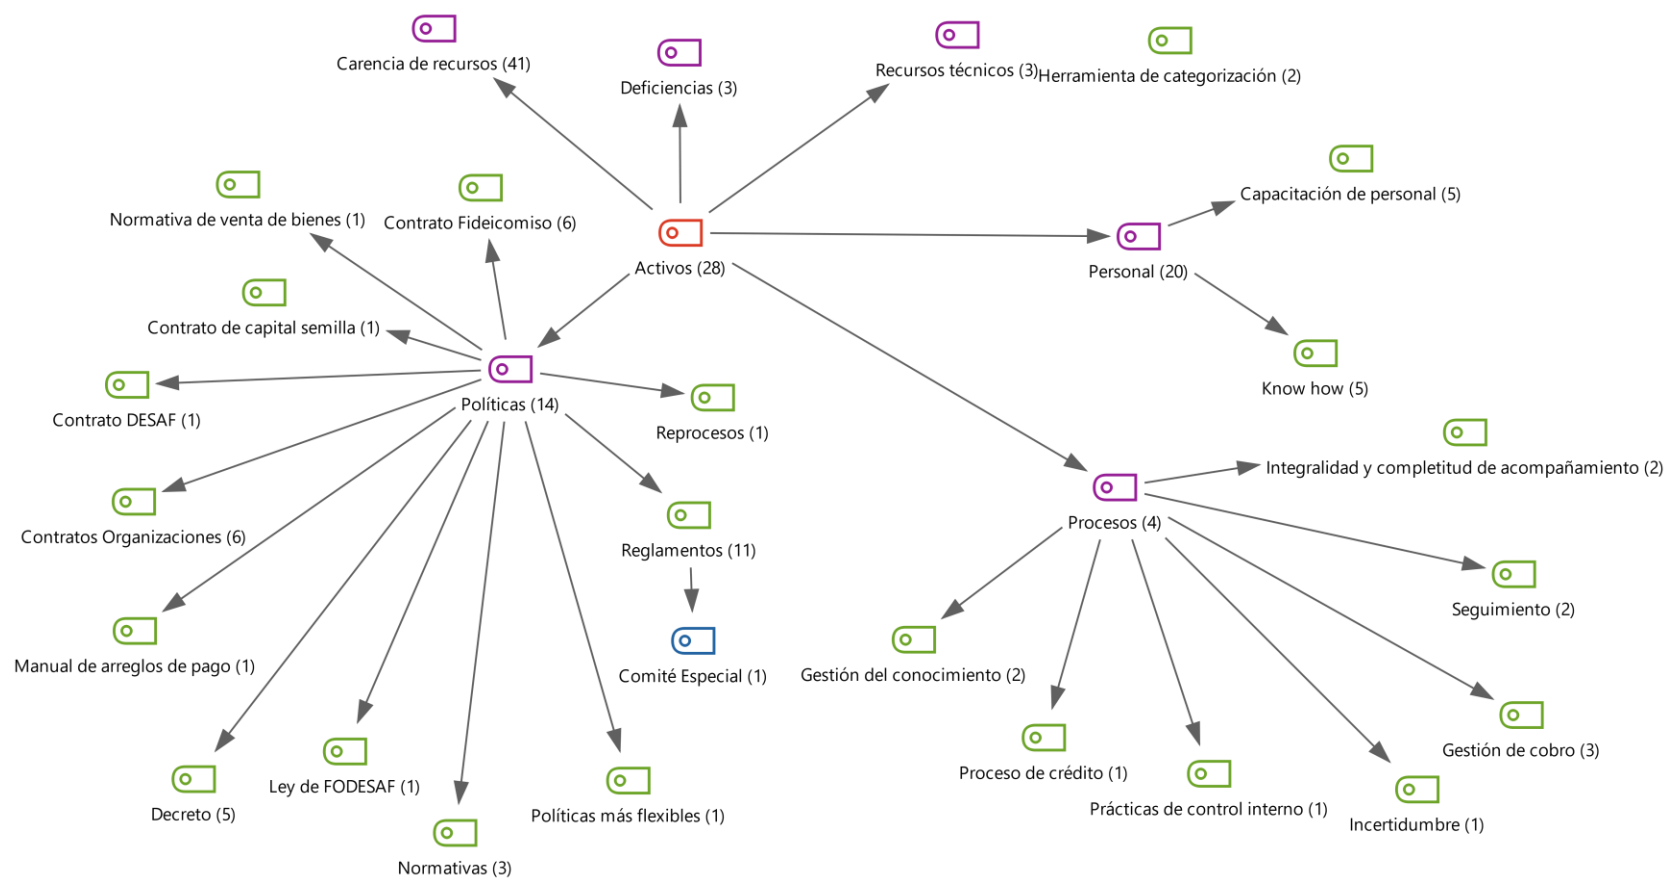 Carencia de recursos (41)
Deficiencias (3)
Recursos técnicos (3)
Herramienta de categorización (2)
Normativa de venta de bienes (1)
Contrato Fideicomiso (6)
Capacitación de personal (5)
Activos (28)
Personal (20)
Contrato de capital semilla (1)
Know how (5)
Contrato DESAF (1)
Políticas (14)
Reprocesos (1)
Integralidad y completitud de acompañamiento (2)
Procesos (4)
Contratos Organizaciones (6)
Reglamentos (11)
Seguimiento (2)
Manual de arreglos de pago (1)
Comité Especial (1)
Gestión del conocimiento (2)
Gestión de cobro (3)
Proceso de crédito (1)
Ley de FODESAF (1)
Prácticas de control interno (1)
Decreto (5)
Políticas más flexibles (1)
Incertidumbre (1)
Normativas (3)